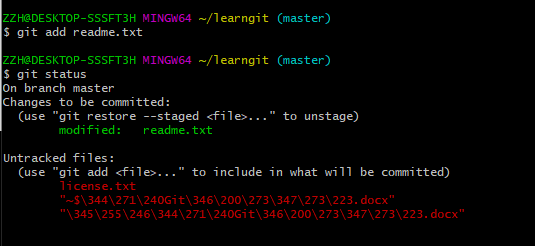 ZZH@DESKTOP-SSSFT3H MINGW64 ~/learngit (master)
$ git add readme.txt
ZZH@DESKTOP-SSSFT3H MINGW64 ~/learngit (master)
$ git status
On branch master
Changes to be committed:
(use "git restore --staged <file>..." to unstage)
modified: readme.txt
Untracked files:
(use "git add <file>..." to include in what will be committed)
license.txt
"~$\344\271\240Git\346\200\273\347\273\223.docx"
"\345\255\246\344\271\240Git\346\200\273\347\273\223.docx"